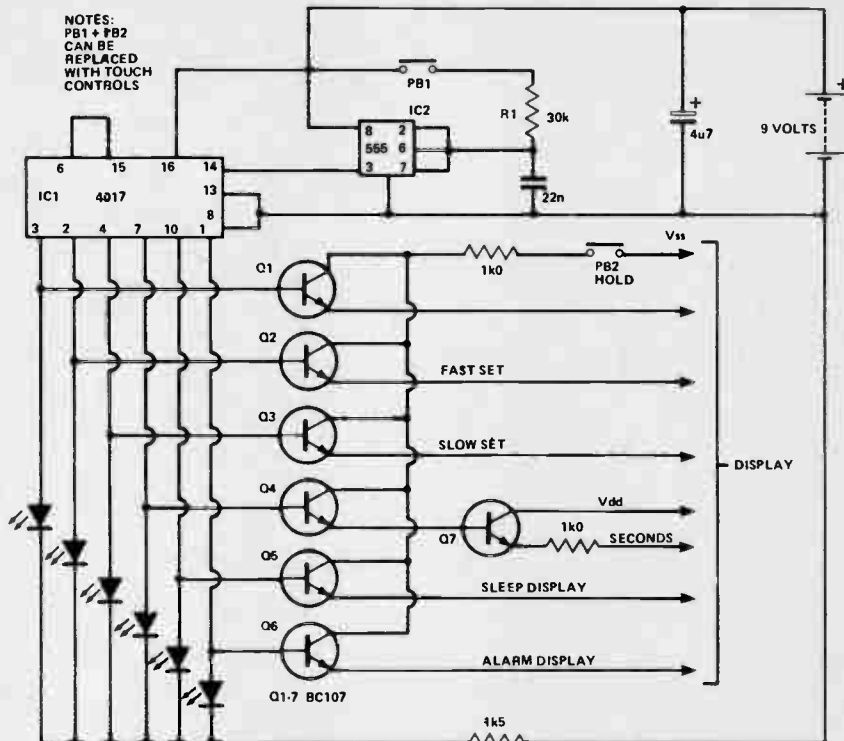 NOTES:
PB1 + PB2
CAN BE
REPLACED
WITH TOUCH
CONTROLS
PB1
IC2
R1
30k
+
4u7
+
9 VOLTS
8 2
555 6
3 7
22n
6 15 16 14
IC1 4017 13
8
3 2 4 7 10 1
Q1
1k0
PB2
HOLD
Vss
Q2
FAST SET
Q3
SLOW SET
DISPLAY
Q4
Q7
Vdd
1k0
SECONDS
Q5
SLEEP DISPLAY
Q6
ALARM DISPLAY
Q1-7 BC107
1k5